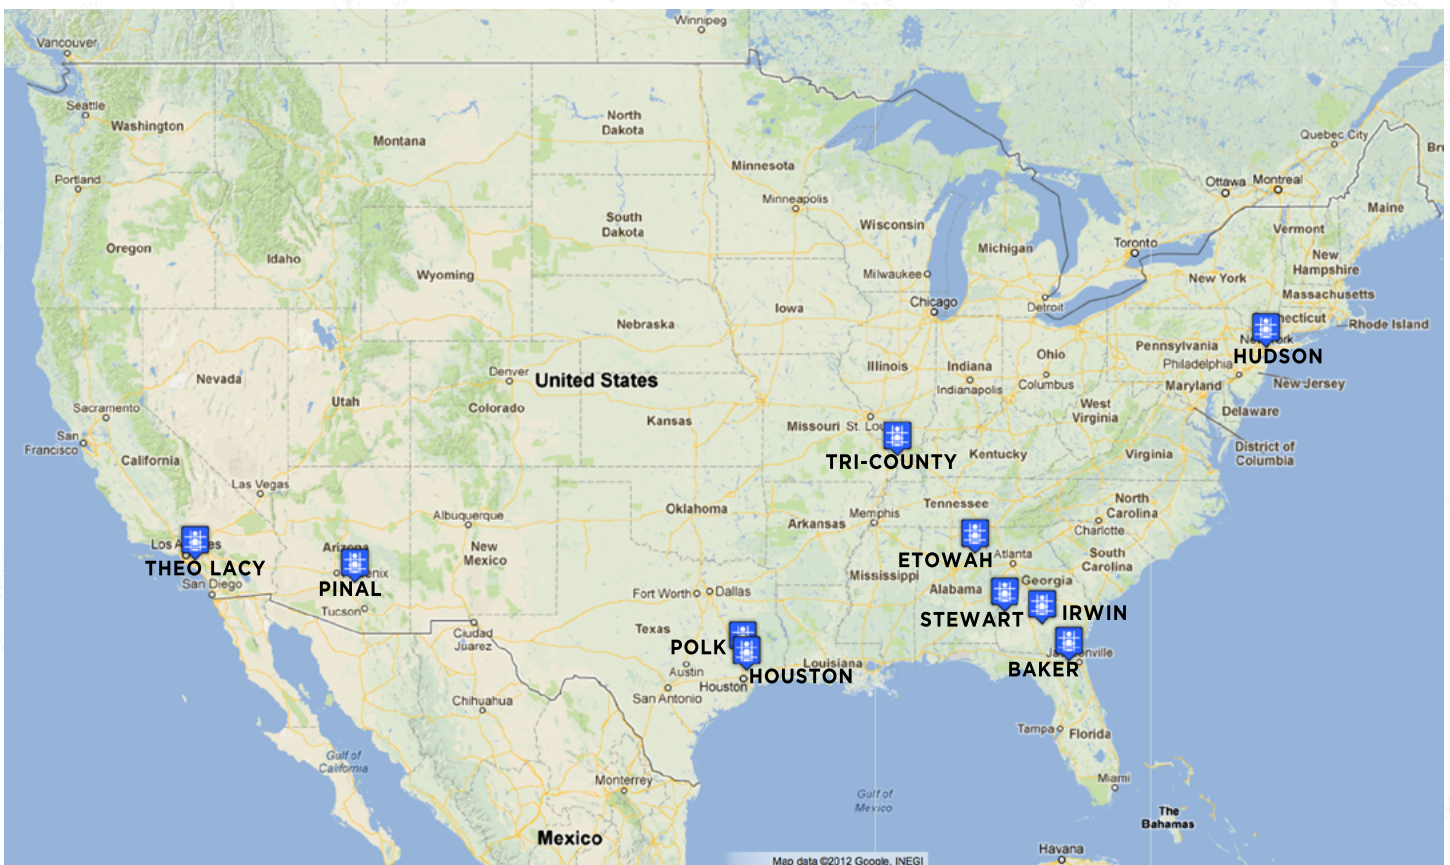 Winnipeg
Vancouver
Seattle
Washington
North
Dakota
Montana
Quebec City
Minnesota
Ottawa
Montreal
Portland
Minneapolis
Maine
South
Dakota
Wisconsin
Vermont
Oregon
Idaho
Michigan
Toronto
New
Hampshire
Wyoming
Milwaukee
New York
Massachusetts
Chicago
Detroit
Iowa
Nebraska
Rhode Island
HUDSON
Pennsylvania
Ohio
Philadelphia
Illinois
Indiana
Denver
United States
Nevada
Indianapolis
Columbus
Maryland
New Jersey
Utah
Colorado
West
Virginia
Delaware
Sacramento
Kansas
Missouri
San
Francisco
California
TRI-COUNTY
Kentucky
Virginia
District of
Columbia
Las Vegas
Tennessee
North
Carolina
Oklahoma
Albuquerque
Memphis
Arkansas
Charlotte
Arizona
New
Mexico
ETOWAH
Atlanta
South
Carolina
THEO LACY
San Diego
PINAL
Mississippi
Alabama
Georgia
Fort Worth
Dallas
Tucson
STEWART
IRWIN
Texas
Ciudad
Juarez
POLK
Louisiana
BAKER
Austin
HOUSTON
Houston
San Antonio
Chihuahua
Tampa
Florida
Gulf of
California
Monterrey
Miami
Gulf of
Mexico
The
Bahamas
Mexico
Havana
Map data ©2012 Google, INEGI